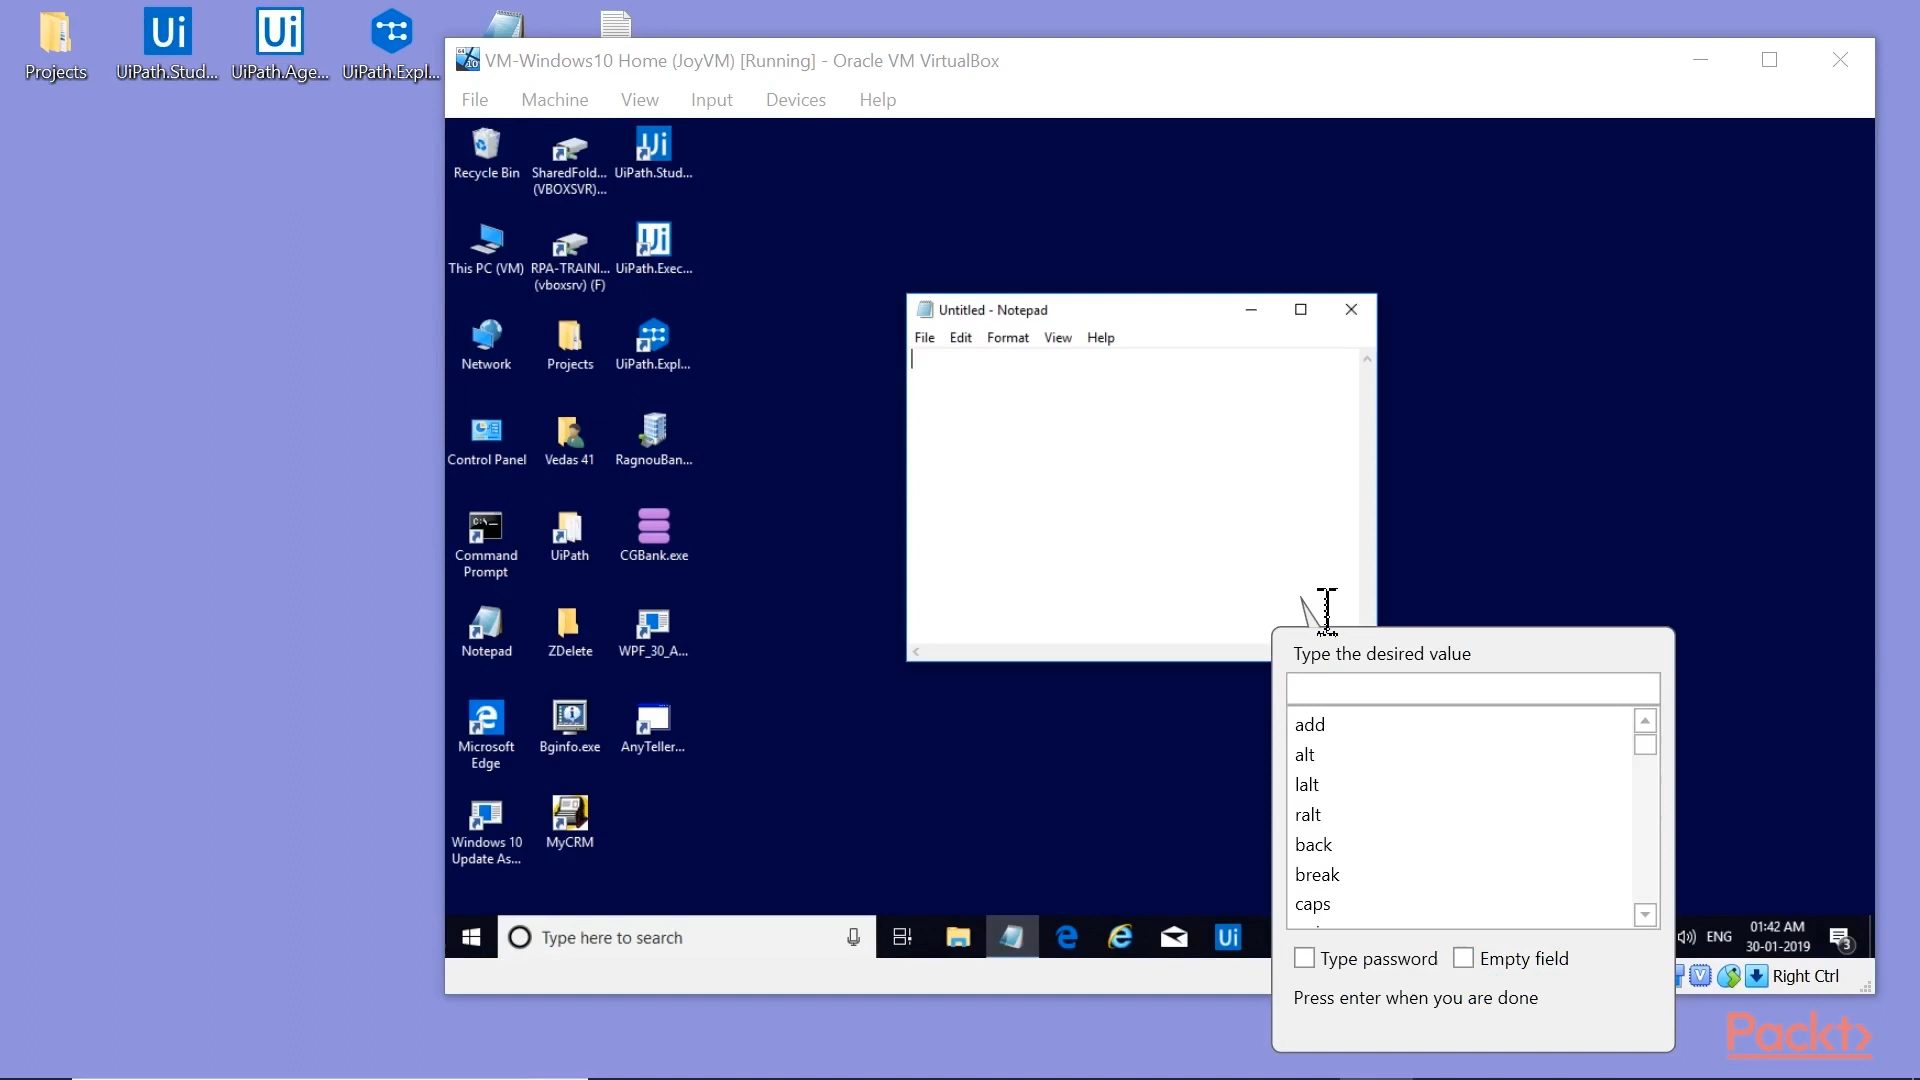 Projects
UiPath.Stud...
UiPath.Age...
UiPath.Expl...
VM-Windows10 Home (JoyVM) [Running] - Oracle VM VirtualBox
File Machine View Input Devices Help
Recycle Bin
SharedFold...
(VBOXSVR)...
UiPath.Stud...
This PC (VM)
RPA-TRAINI...
(vboxsrv) (F)
UiPath.Exec...
Network
Projects
UiPath.Expl...
Control Panel
Vedas 41
RagnouBan...
Command
Prompt
UiPath
CGBank.exe
Notepad
ZDelete
WPF_30_A...
Microsoft
Edge
Bginfo.exe
AnyTeller...
Windows 10
Update As...
MyCRM
Untitled - Notepad
File Edit Format View Help
Type the desired value
add
alt
lalt
ralt
back
break
caps
Type password
Empty field
Press enter when you are done
Type here to search
Ui
ENG
01:42 AM
30-01-2019
3
Right Ctrl
Packt>